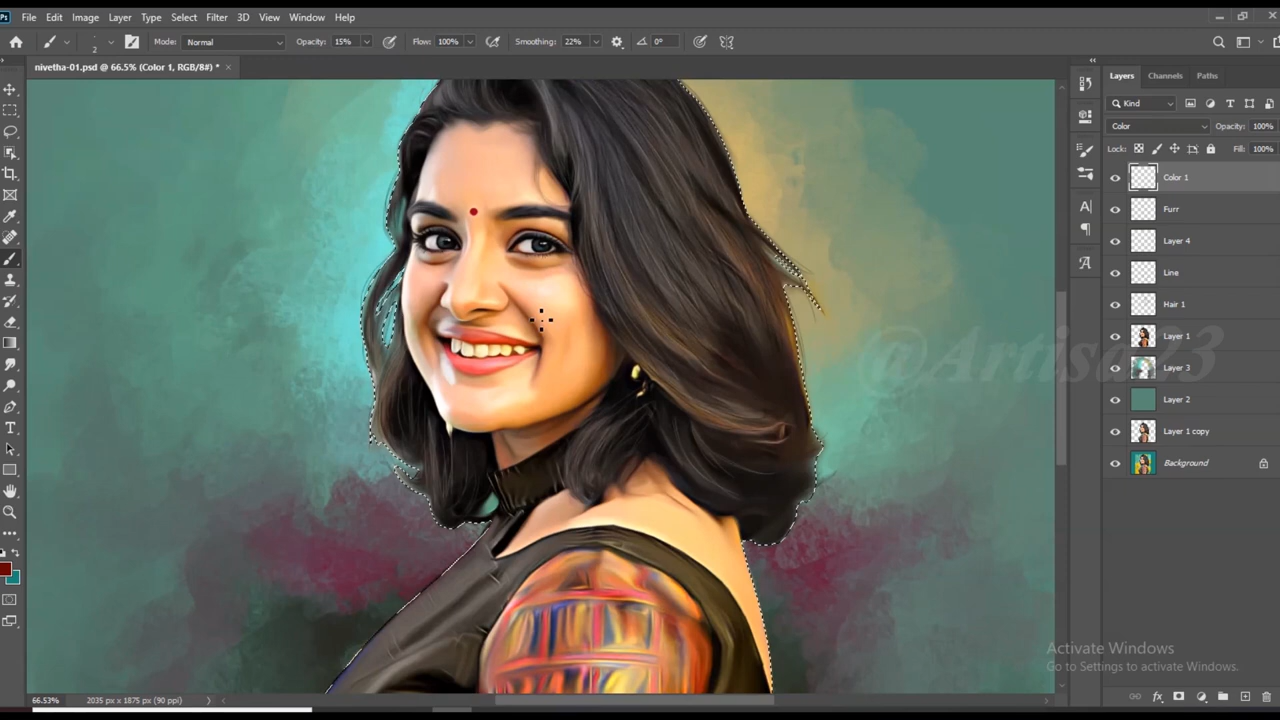 Ps File Edit Image Layer Type Select Filter 3D View Window Help
2 Mode: Normal Opacity: 15% Flow: 100% Smoothing: 22% 0°
nivetha-01.psd @ 66.5% (Color 1, RGB/8#) * ×
Layers Channels Paths
Kind
Color Opacity: 100%
Lock: Fill: 100%
Color 1
Furr
Layer 4
Line
Hair 1
Layer 1
Layer 3
Layer 2
Layer 1 copy
Background
@Artisa23
Activate Windows
Go to Settings to activate Windows.
66.53% 2035 px x 1875 px (90 ppi)